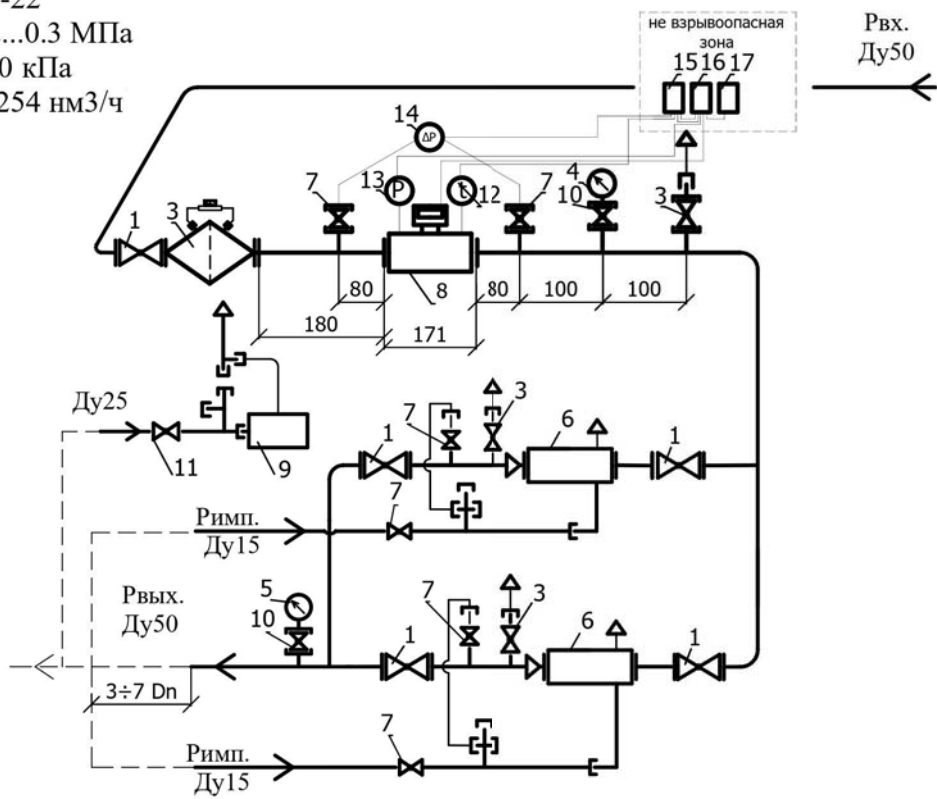 -22
...0.3 МПа
0 кПа
254 нм3/ч
не взрывоопасная
зона
15 16 17
Рвх.
Ду50
14
ΔP
7
13
P
t
12
7
4
10
3
1
3
8
80
80
100
100
180
171
Ду25
11
9
7
3
6
1
1
Римп.
Ду15
7
Рвых.
Ду50
5
10
7
3
6
1
1
3÷7 Dn
Римп.
Ду15
7